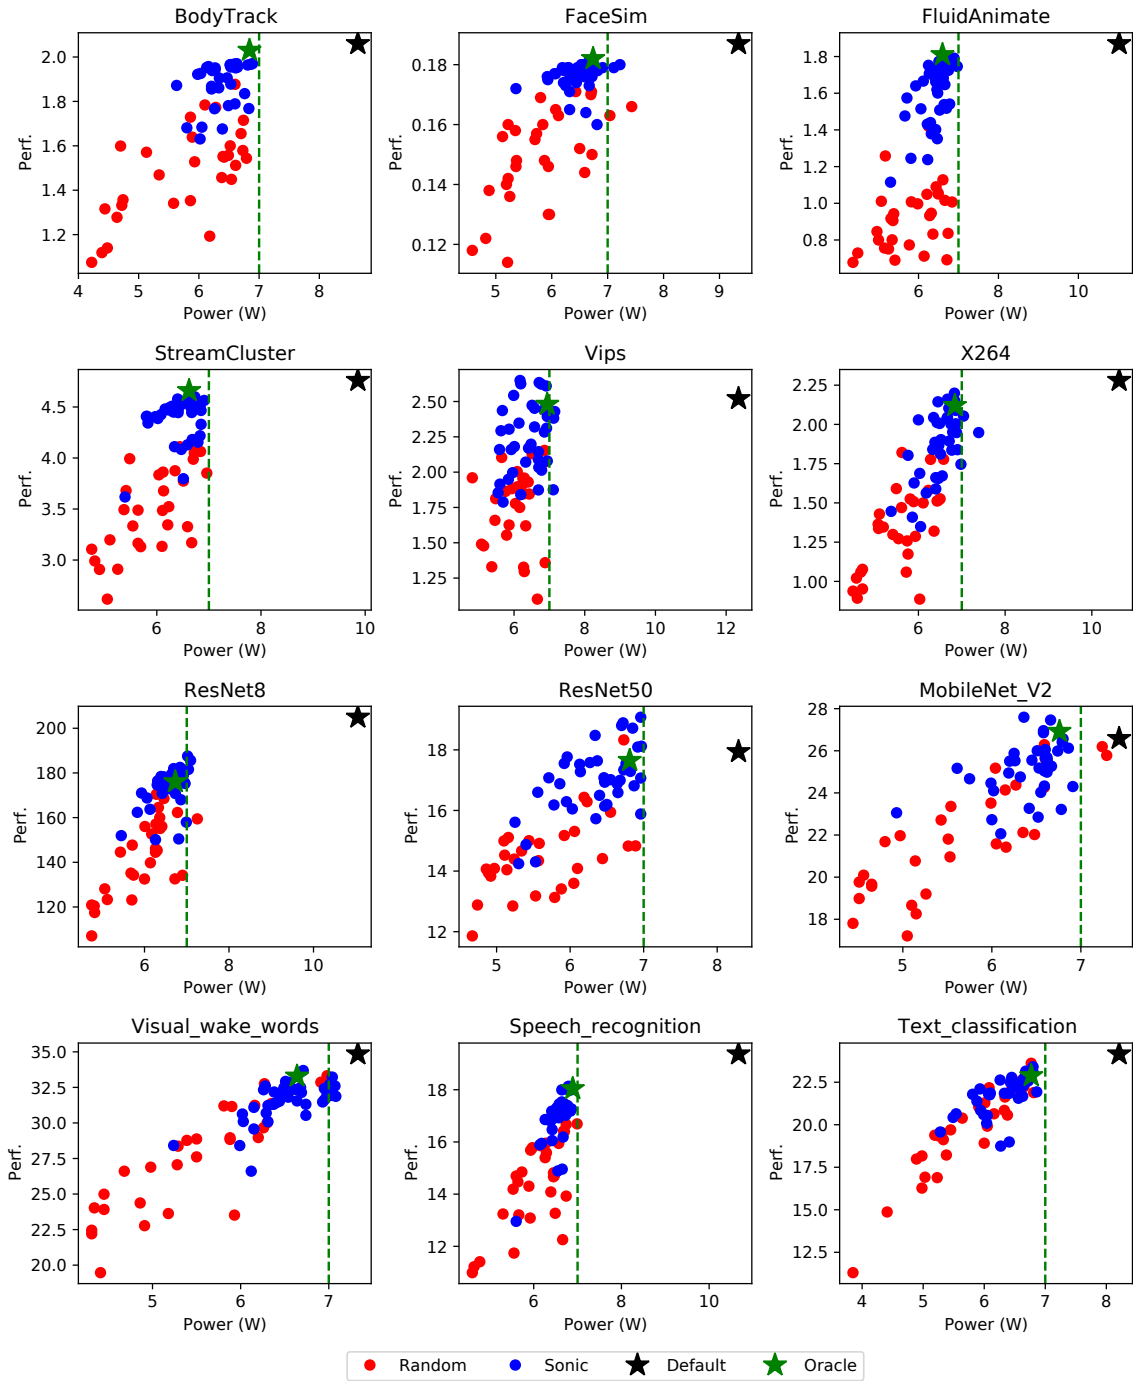 BodyTrack
FaceSim
FluidAnimate
Perf.
2.0
1.8
1.6
1.4
1.2
4 5 6 7 8
Power (W)
Perf.
0.18
0.16
0.14
0.12
5 6 7 8 9
Power (W)
Perf.
1.8
1.6
1.4
1.2
1.0
0.8
6 8 10
Power (W)
StreamCluster
Vips
X264
Perf.
4.5
4.0
3.5
3.0
6 8 10
Power (W)
Perf.
2.50
2.25
2.00
1.75
1.50
1.25
6 8 10 12
Power (W)
Perf.
2.25
2.00
1.75
1.50
1.25
1.00
6 8 10
Power (W)
ResNet8
ResNet50
MobileNet_V2
Perf.
200
180
160
140
120
6 8 10
Power (W)
Perf.
18
16
14
12
5 6 7 8
Power (W)
Perf.
28
26
24
22
20
18
5 6 7
Power (W)
Visual_wake_words
Speech_recognition
Text_classification
Perf.
35.0
32.5
30.0
27.5
25.0
22.5
20.0
5 6 7
Power (W)
Perf.
18
16
14
12
6 8 10
Power (W)
Perf.
22.5
20.0
17.5
15.0
12.5
4 5 6 7 8
Power (W)
Random Sonic Default Oracle